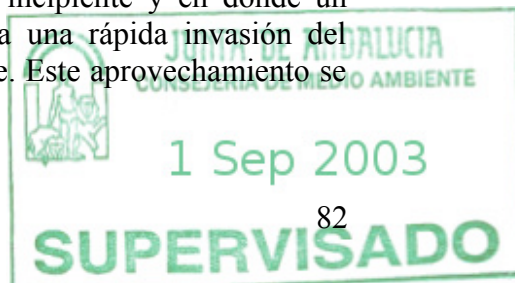 incipiente y en donde un
a una rápida invasión del
JUNTA DE ANDALUCIA
e. Este aprovechamiento se
CONSEJERIA DE MEDIO AMBIENTE
1 Sep 2003
82
SUPERVISADO